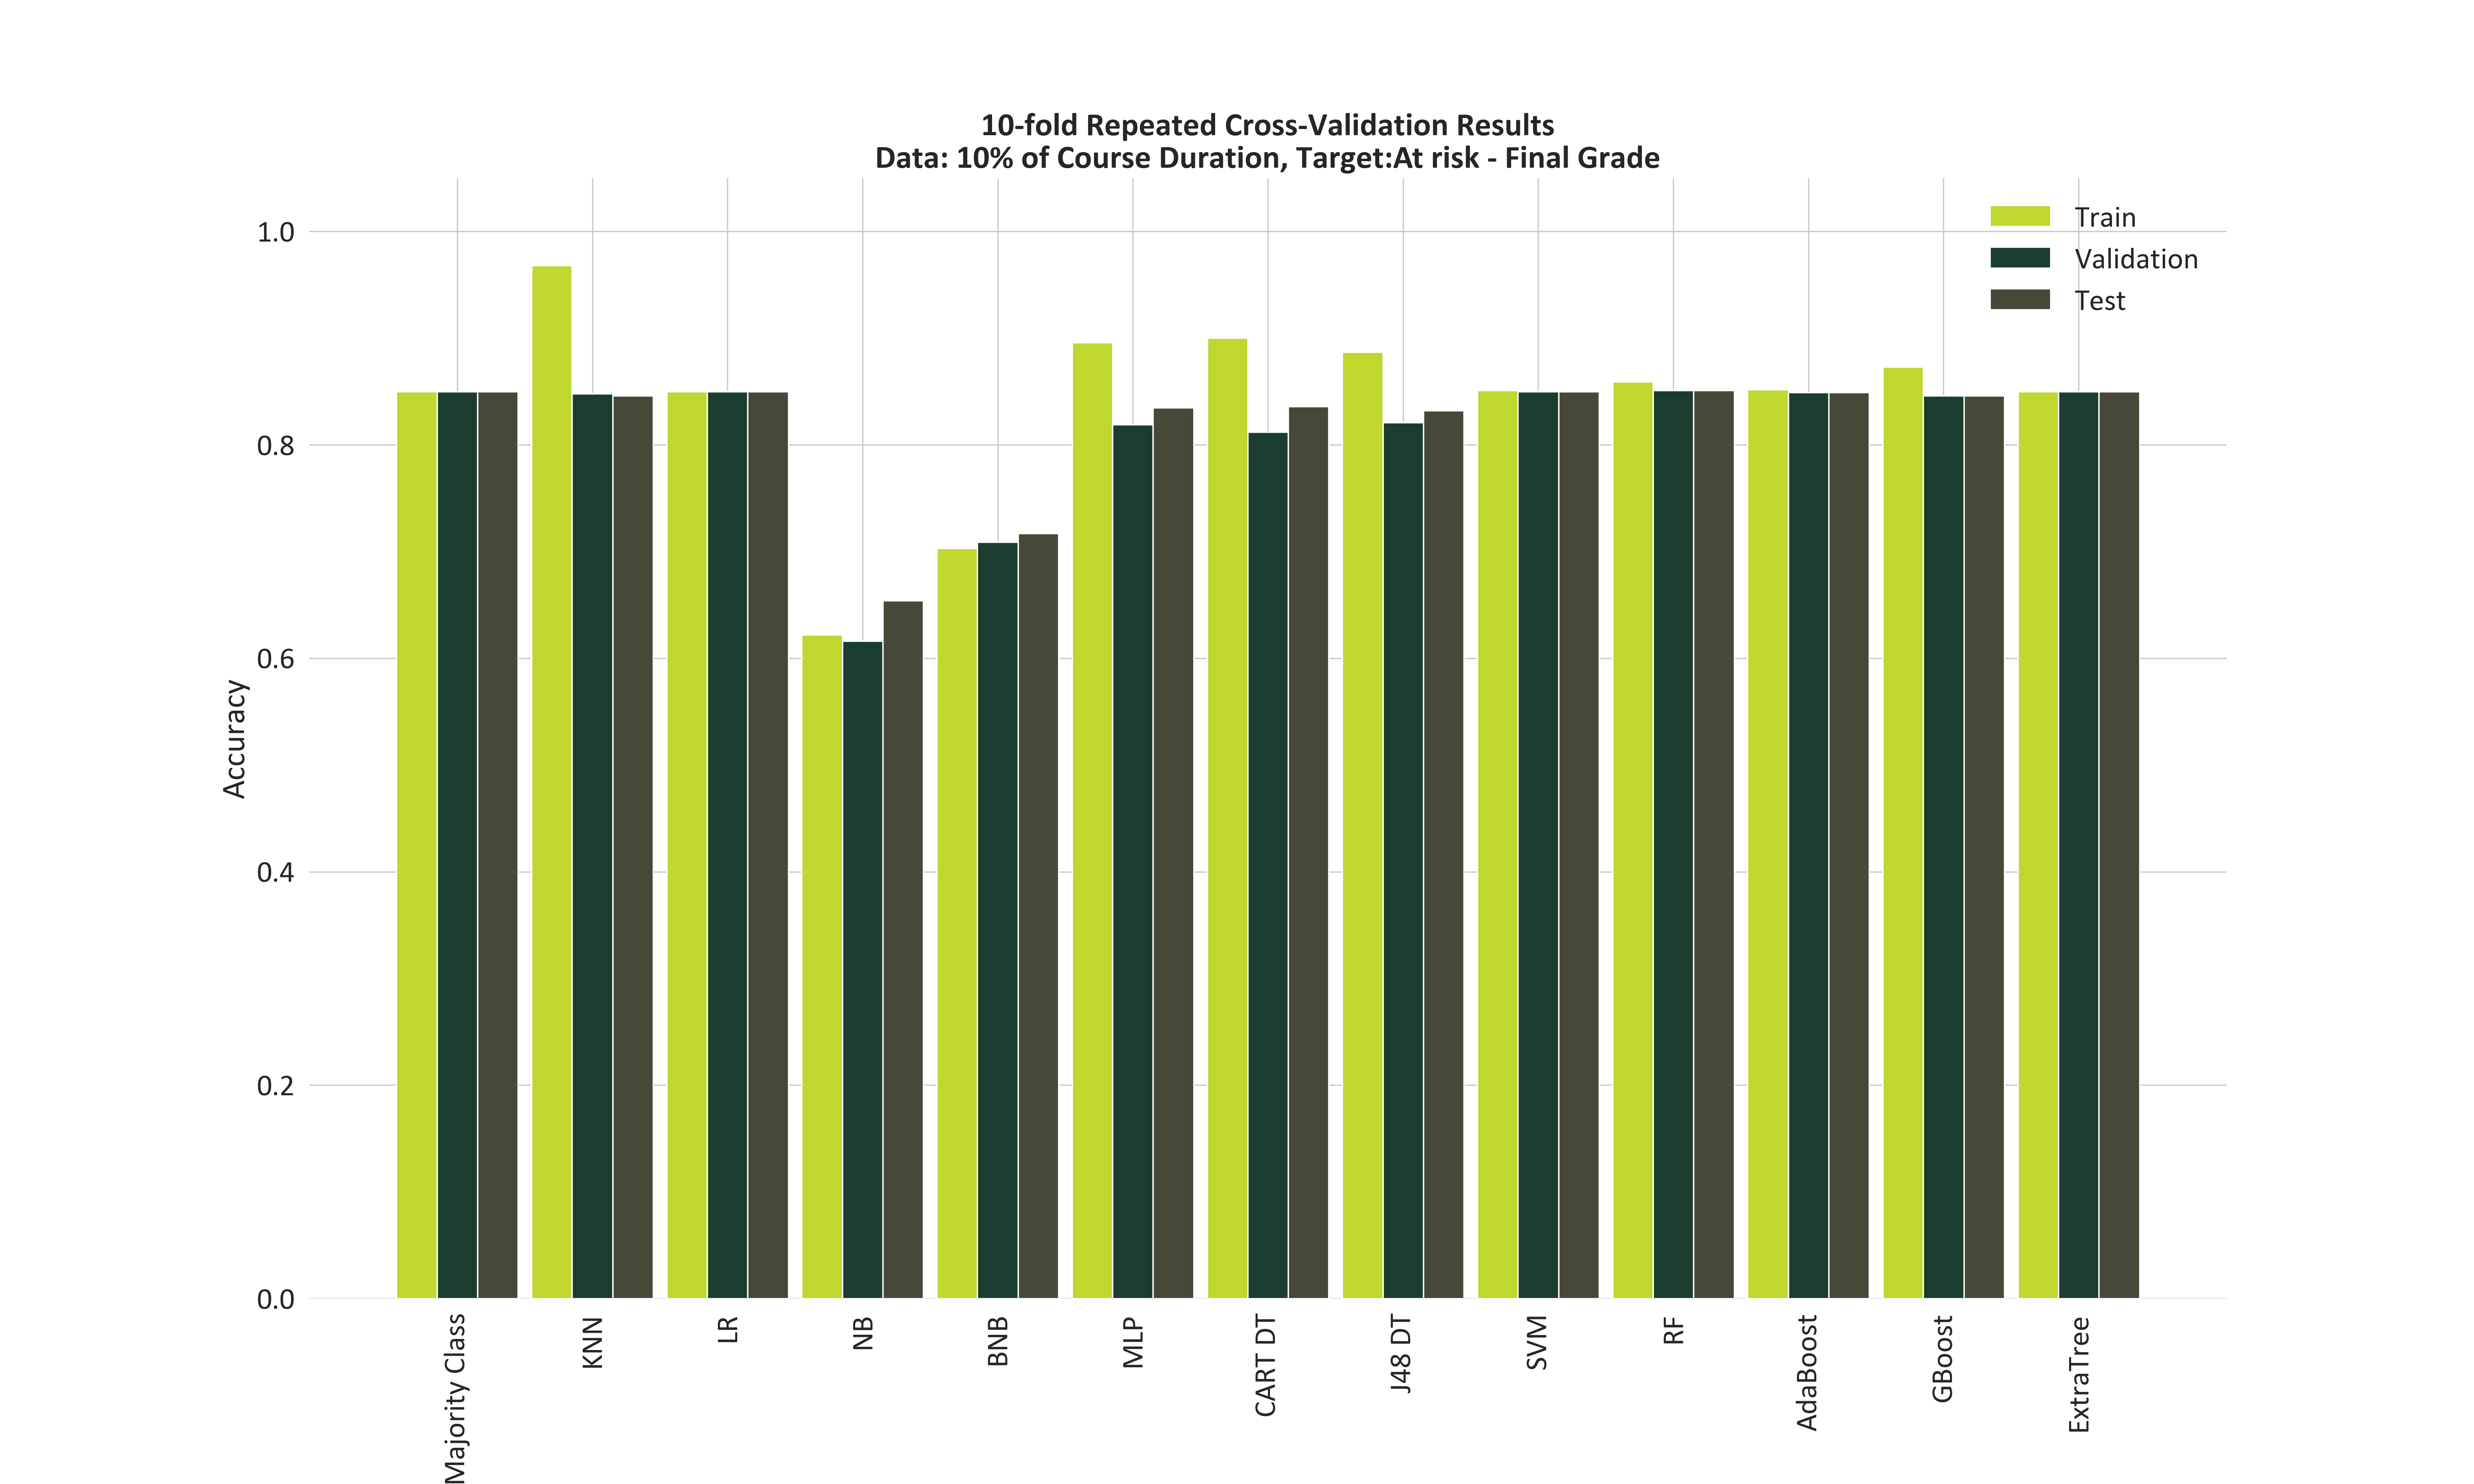 10-fold Repeated Cross-Validation Results
Data: 10% of Course Duration, Target:At risk - Final Grade
Train
Validation
Test
Accuracy
1.0
0.8
0.6
0.4
0.2
0.0
Majority Class
KNN
LR
NB
BNB
MLP
CART DT
J48 DT
SVM
RF
AdaBoost
GBoost
ExtraTree